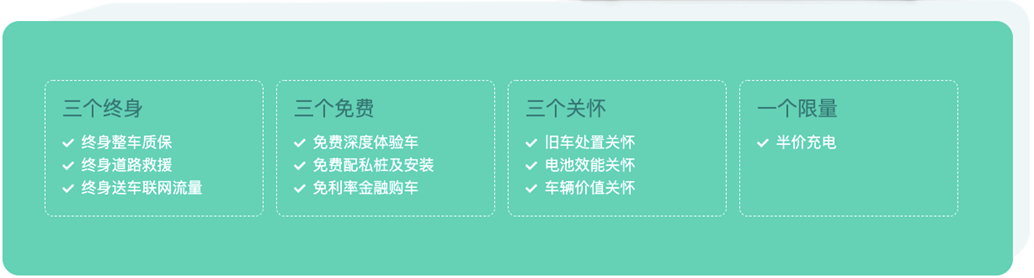 三个终身
终身整车质保
终身道路救援
终身送车联网流量
三个免费
免费深度体验车
免费配私桩及安装
免利率金融购车
三个关怀
旧车处置关怀
电池效能关怀
车辆价值关怀
一个限量
半价充电